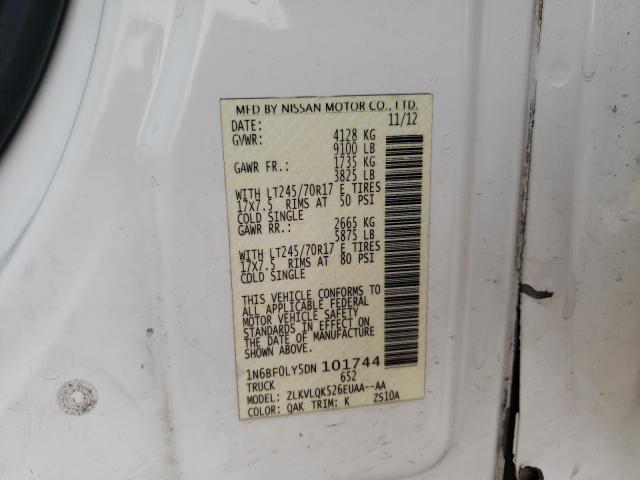 MFD BY NISSAN MOTOR CO., LTD.
DATE: 11/12
GVWR: 4128 KG
9100 LB
GAWR FR.: 1735 KG
3825 LB
WITH LT245/70R17 E TIRES
17X7.5 RIMS AT 50 PSI
COLD SINGLE
GAWR RR.: 2665 KG
5875 LB
WITH LT245/70R17 E TIRES
17X7.5 RIMS AT 80 PSI
COLD SINGLE
THIS VEHICLE CONFORMS TO
ALL APPLICABLE FEDERAL
MOTOR VEHICLE SAFETY
STANDARDS IN EFFECT ON
THE DATE OF MANUFACTURE
SHOWN ABOVE.
1N6BF0LY5DN 101744
TRUCK 652
MODEL: ZLKVLQK526EUAA--AA
COLOR: QAK TRIM: K ZS10A